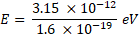 E = 3.15 × 10⁻¹² / 1.6 × 10⁻¹⁹ eV